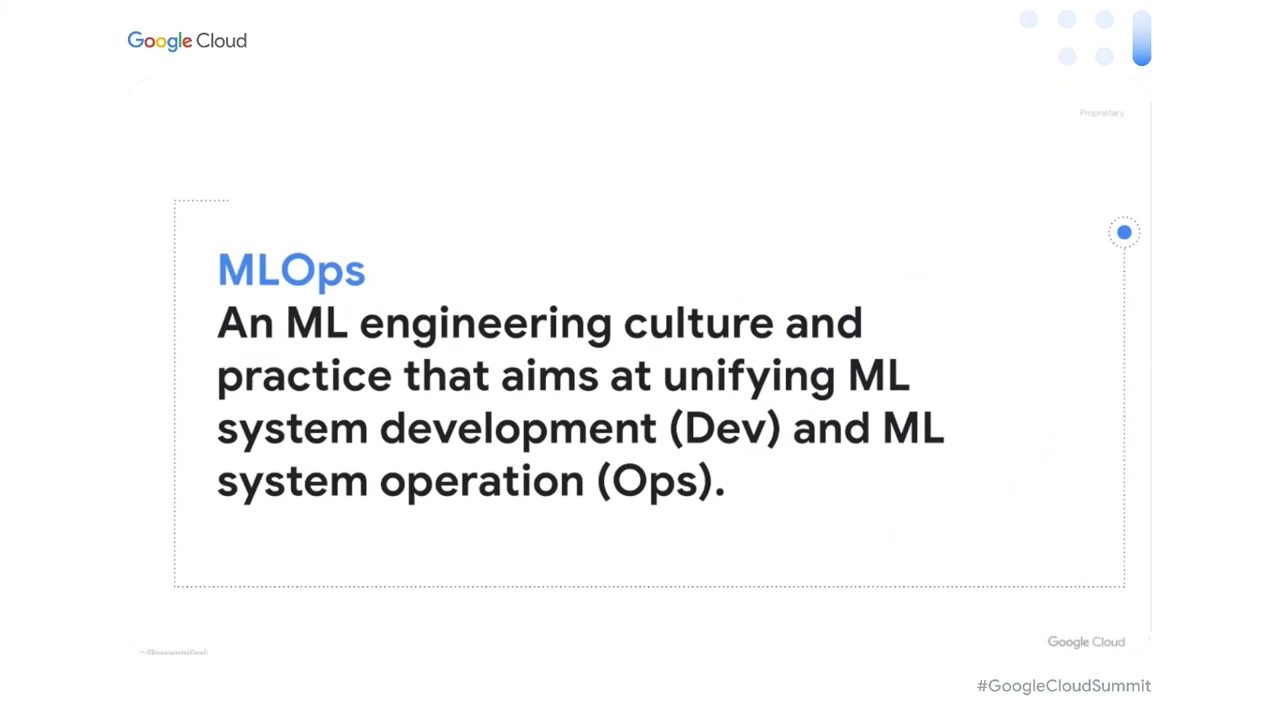 Google Cloud
Proprietary
MLOps
An ML engineering culture and
practice that aims at unifying ML
system development (Dev) and ML
system operation (Ops).
Google Cloud
#GoogleCloudSummit